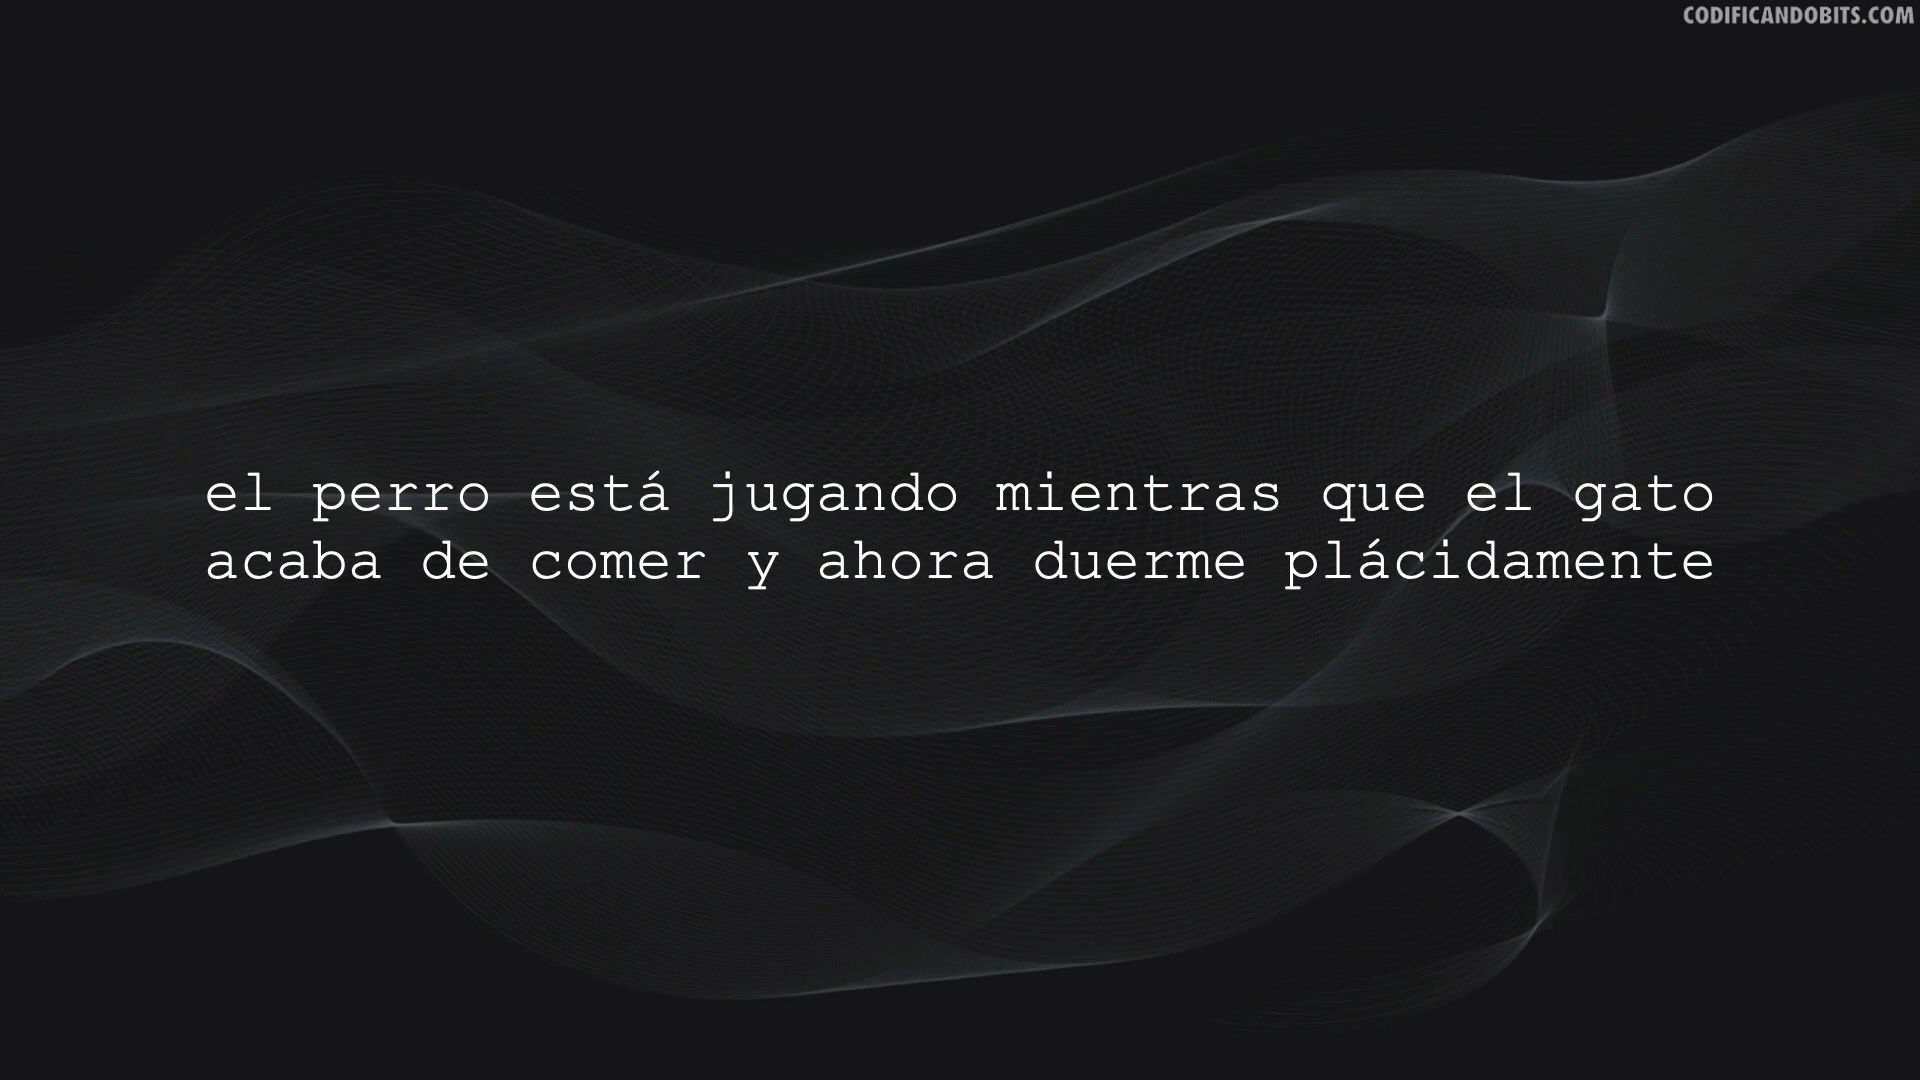 CODIFICANDOBITS.COM
el perro está jugando mientras que el gato
acaba de comer y ahora duerme plácidamente